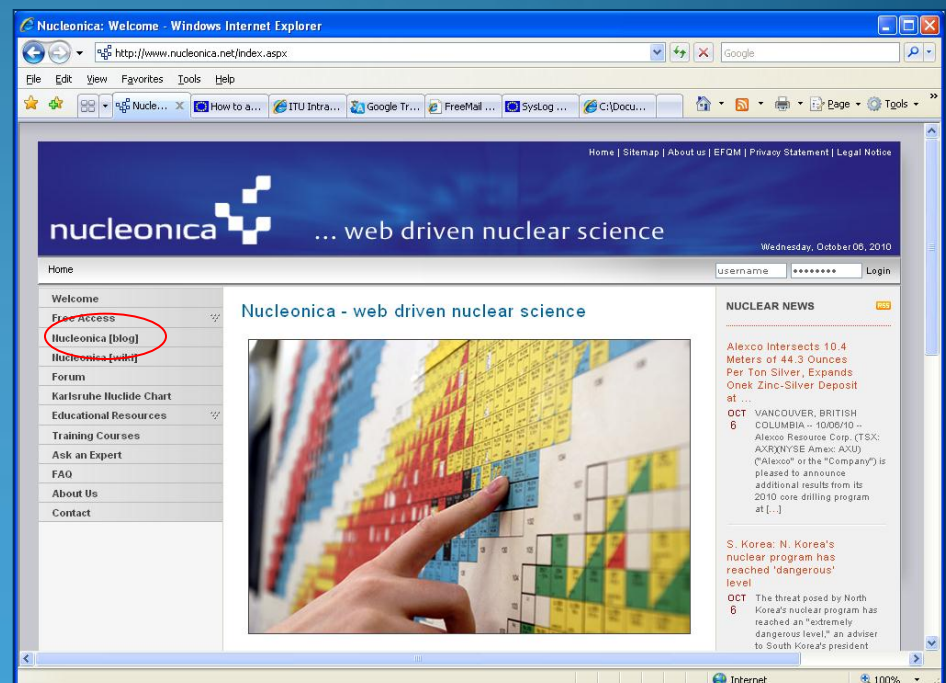 Nucleonica: Welcome - Windows Internet Explorer
http://www.nucleonica.net/index.aspx
Google
File Edit View Favorites Tools Help
Nucle... How to a... ITU Intra... Google Tr... FreeMail ... SysLog ... C:\Docu... Page Tools »
Home | Sitemap | About us | EFQM | Privacy Statement | Legal Notice
nucleonica
... web driven nuclear science
Wednesday, October 06, 2010
Home
username
Login
Welcome
Free Access
Nucleonica [blog]
Nucleonica [wiki]
Forum
Karlsruhe Nuclide Chart
Educational Resources
Training Courses
Ask an Expert
FAQ
About Us
Contact
Nucleonica - web driven nuclear science
NUCLEAR NEWS
RSS
Alexco Intersects 10.4
Meters of 44.3 Ounces
Per Ton Silver, Expands
Onek Zinc-Silver Deposit
at ...
OCT VANCOUVER, BRITISH
6 COLUMBIA -- 10/06/10 --
Alexco Resource Corp. (TSX:
AXR)(NYSE Amex: AXU)
("Alexco" or the "Company") is
pleased to announce
additional results from its
2010 core drilling program
at [...]
S. Korea: N. Korea's
nuclear program has
reached 'dangerous'
level
OCT The threat posed by North
6 Korea's nuclear program has
reached an "extremely
dangerous level," an adviser
to South Korea's president
Internet
100%